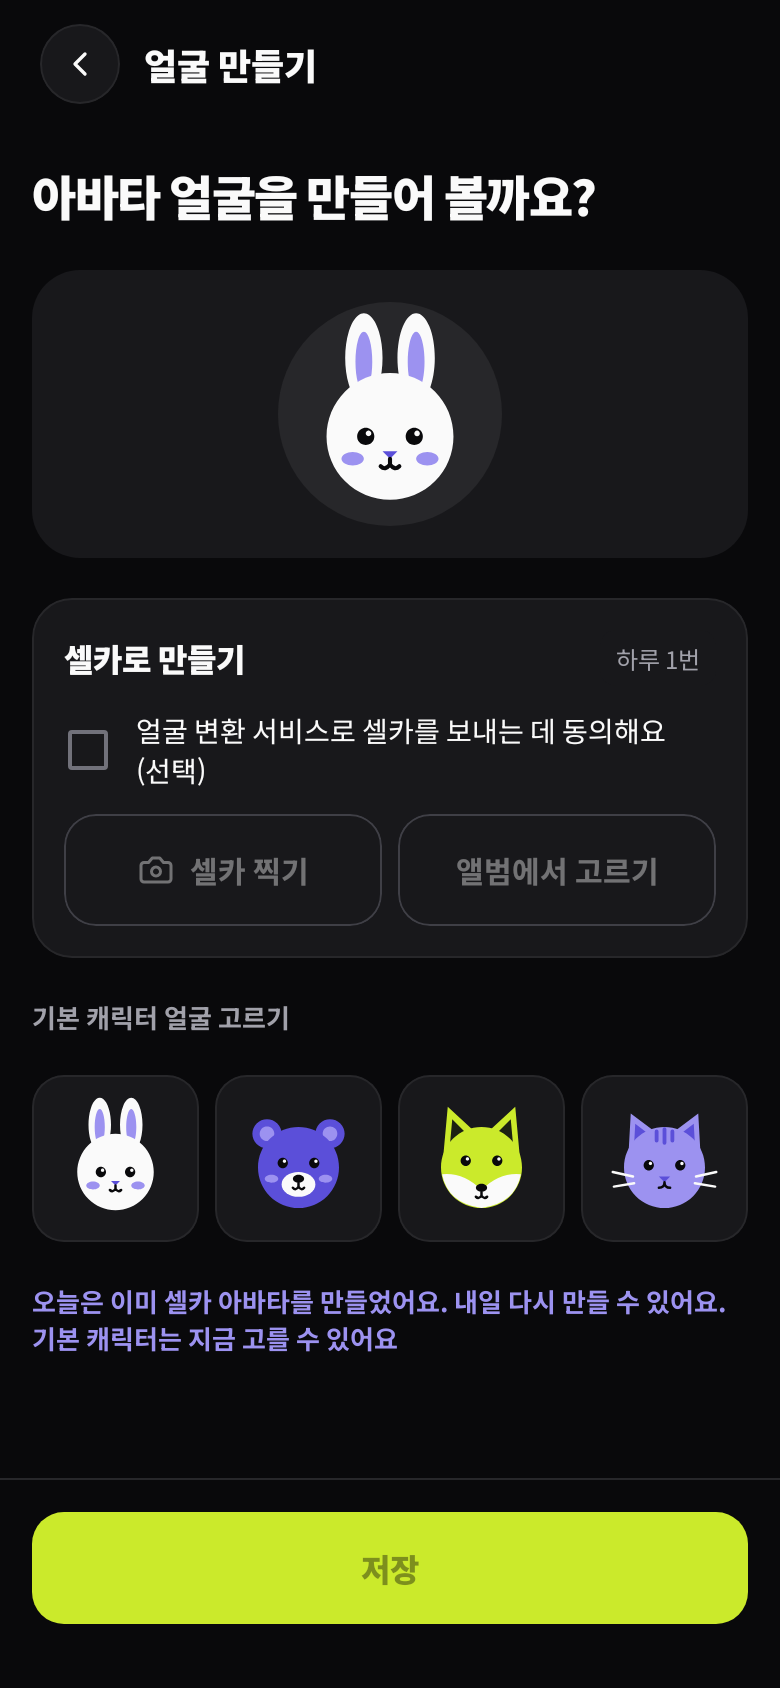 얼굴 만들기
아바타 얼굴을 만들어 볼까요?
셀카로 만들기
하루 1번
얼굴 변환 서비스로 셀카를 보내는 데 동의해요
(선택)
셀카 찍기
앨범에서 고르기
기본 캐릭터 얼굴 고르기
오늘은 이미 셀카 아바타를 만들었어요. 내일 다시 만들 수 있어요.
기본 캐릭터는 지금 고를 수 있어요
저장